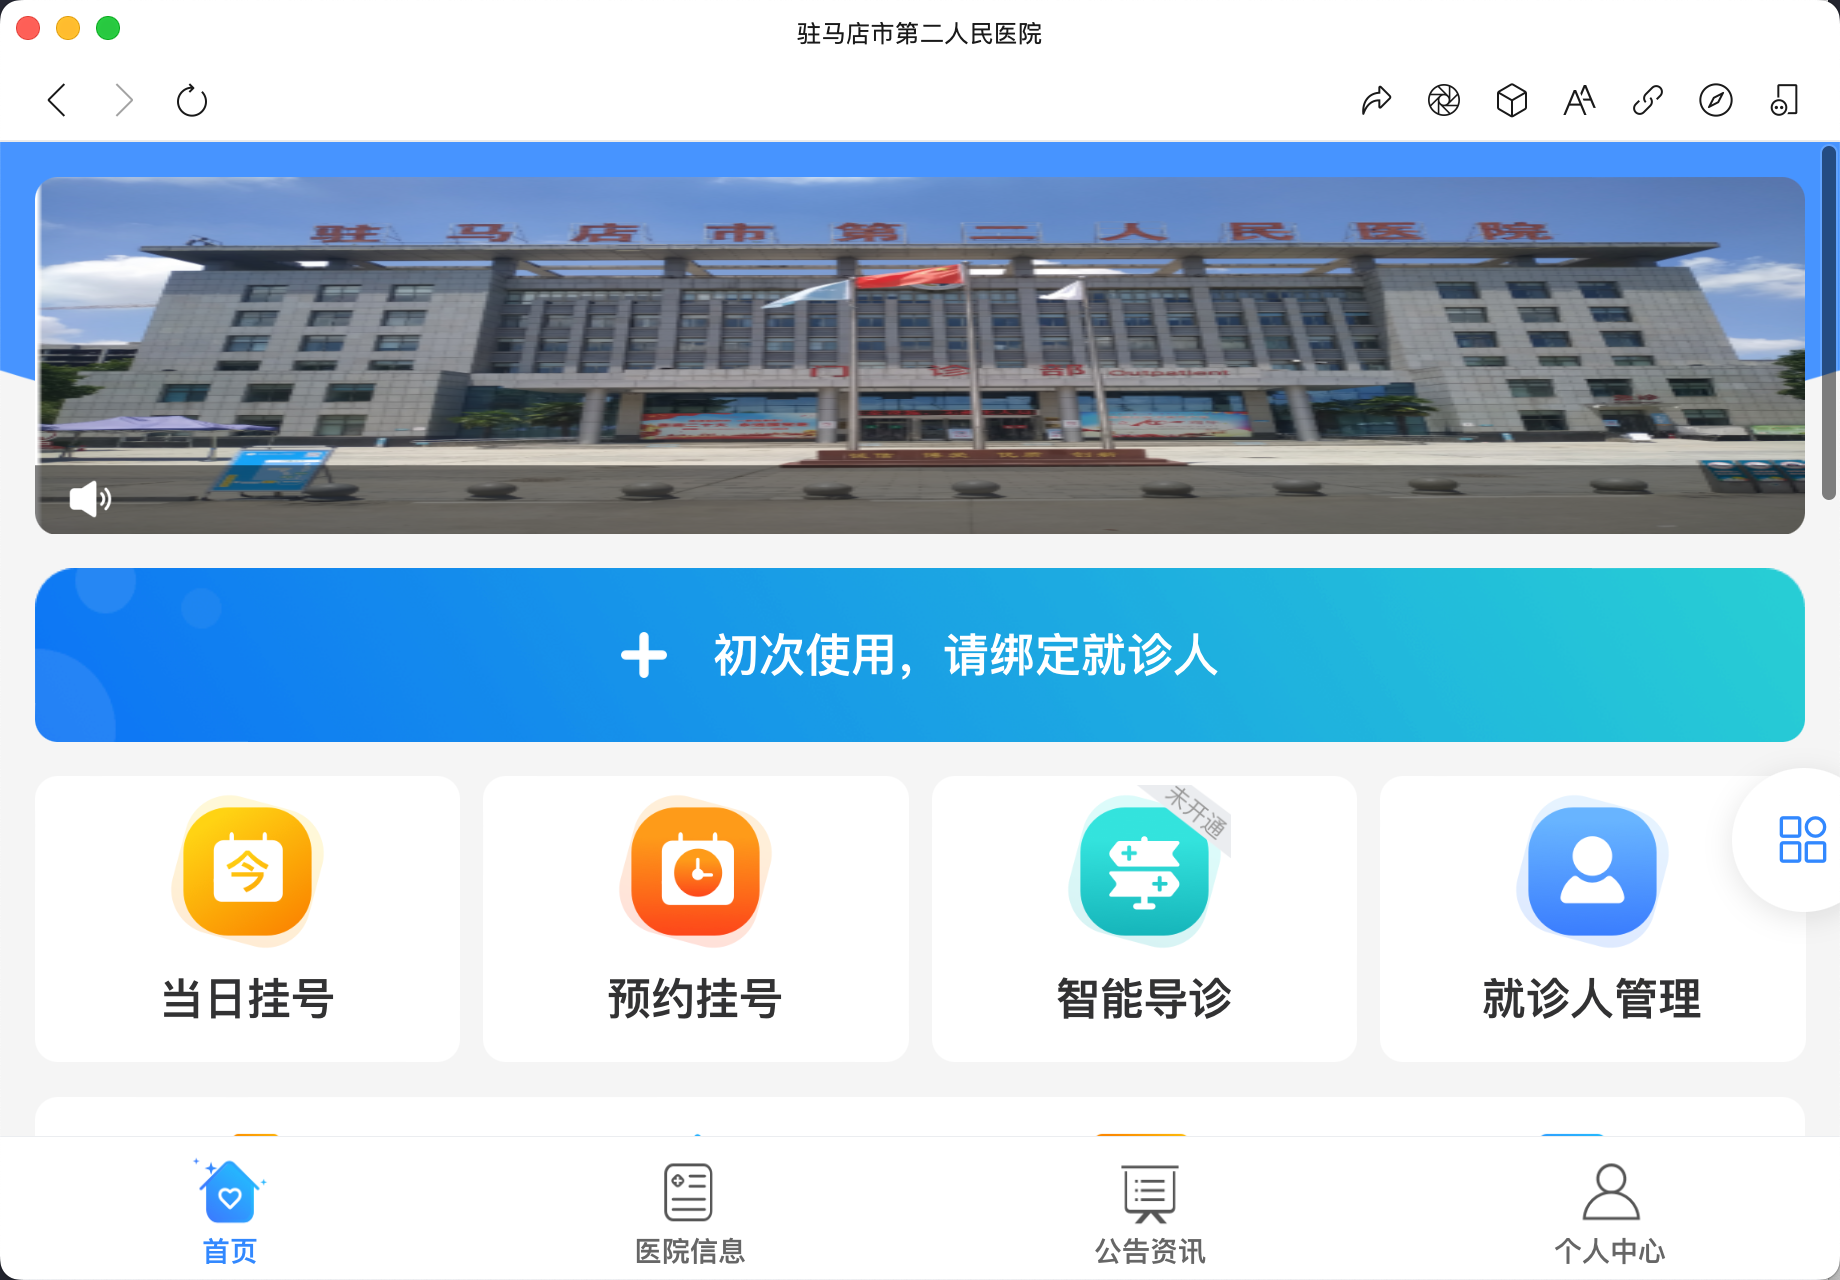 驻马店市第二人民医院
驻马店市第二人民医院
门诊部 Outpatient
初次使用，请绑定就诊人
今
未开通
当日挂号
预约挂号
智能导诊
就诊人管理
首页
医院信息
公告资讯
个人中心